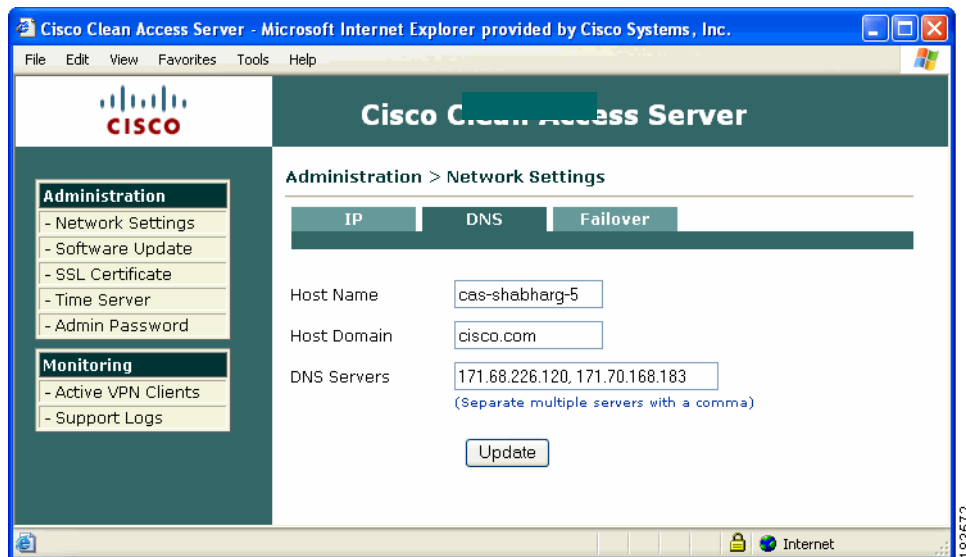 Cisco Clean Access Server - Microsoft Internet Explorer provided by Cisco Systems, Inc.
File Edit View Favorites Tools Help
CISCO
Cisco ess Server
Administration
- Network Settings
- Software Update
- SSL Certificate
- Time Server
- Admin Password
Monitoring
- Active VPN Clients
- Support Logs
Administration > Network Settings
IP DNS Failover
Host Name cas-shabharg-5
Host Domain cisco.com
DNS Servers 171.68.226.120, 171.70.168.183
(Separate multiple servers with a comma)
Update
Internet